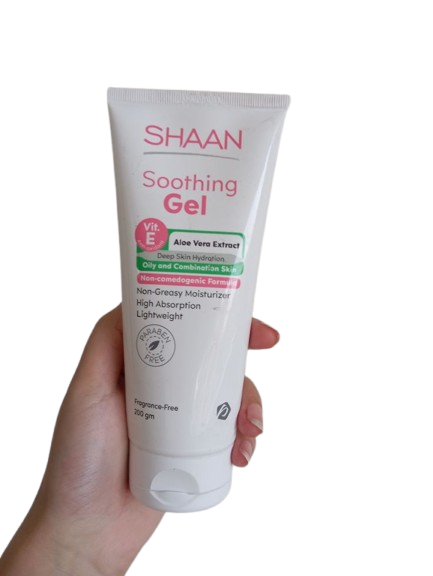 SHAAN
Soothing
Gel
Vit.
E
Aloe Vera Extract
Deep Skin Hydration
Oily and Combination Skin
Non-comedogenic Formula
Non-Greasy Moisturizer
High Absorption
Lightweight
PARABEN
FREE
Fragrance-Free
200 gm